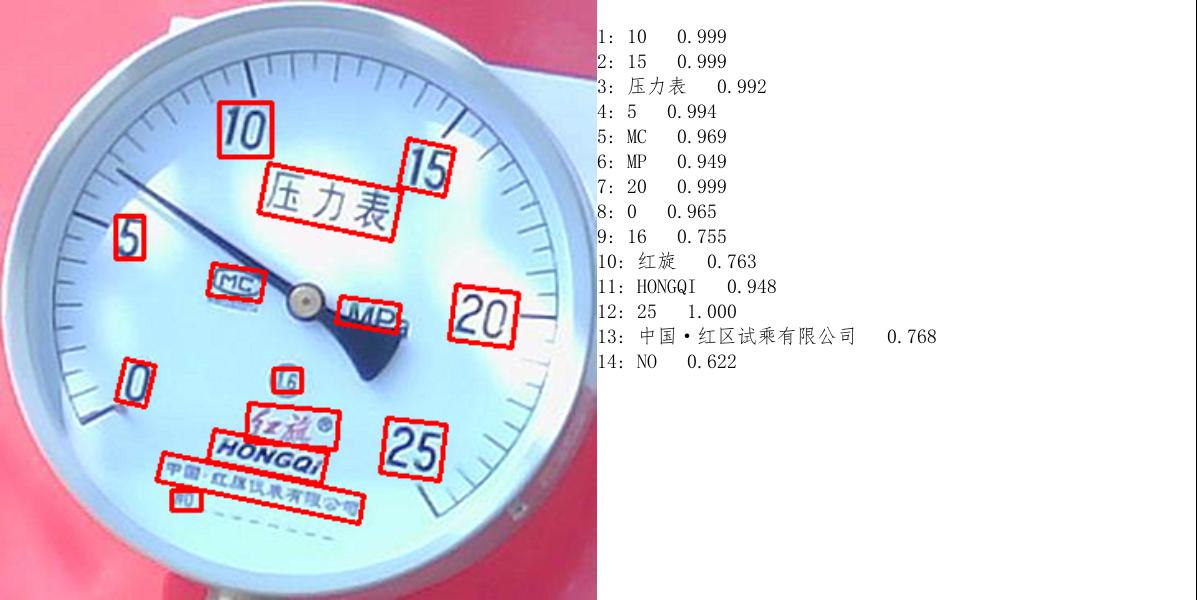 10
15
压力表
5
MC
MPa
20
0
1.6
红旗®
HONGQi
25
中国·红旗仪表有限公司
NO
1: 10 0.999
2: 15 0.999
3: 压力表 0.992
4: 5 0.994
5: MC 0.969
6: MP 0.949
7: 20 0.999
8: 0 0.965
9: 16 0.755
10: 红旋 0.763
11: HONGQI 0.948
12: 25 1.000
13: 中国·红区试乘有限公司 0.768
14: NO 0.622